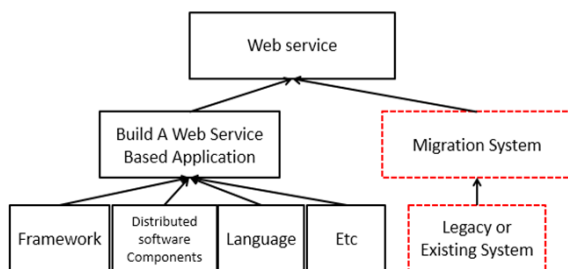 Web service
Build A Web Service
Based Application
Migration System
Framework
Distributed
software
Components
Language
Etc
Legacy or
Existing System